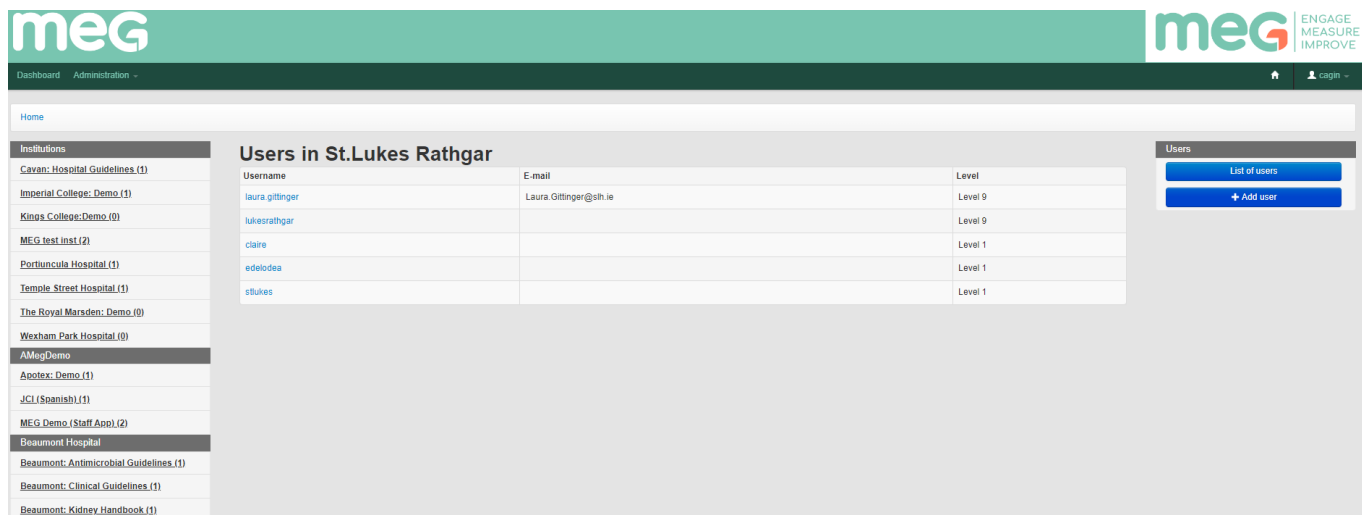 meg
meg ENGAGE
MEASURE
IMPROVE
Dashboard Administration
cagin
Home
Institutions
Cavan: Hospital Guidelines (1)
Imperial College: Demo (1)
Kings College:Demo (0)
MEG test inst (2)
Portiuncula Hospital (1)
Temple Street Hospital (1)
The Royal Marsden: Demo (0)
Wexham Park Hospital (0)
AMegDemo
Apotex: Demo (1)
JCI (Spanish) (1)
MEG Demo (Staff App) (2)
Beaumont Hospital
Beaumont: Antimicrobial Guidelines (1)
Beaumont: Clinical Guidelines (1)
Beaumont: Kidney Handbook (1)
Users in St.Lukes Rathgar
Username E-mail Level
laura.gittinger Laura.Gittinger@slh.ie Level 9
lukesrathgar Level 9
claire Level 1
edelodea Level 1
stlukes Level 1
Users
List of users
+ Add user